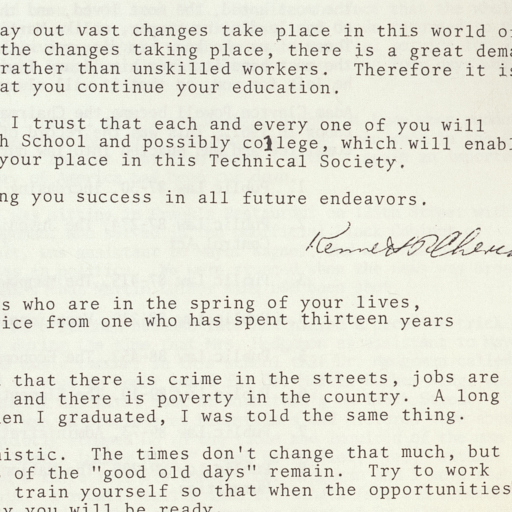 ay out vast changes take place in this world o
the changes taking place, there is a great dema
rather than unskilled workers.  Therefore it is
at you continue your education.
I trust that each and every one of you will
h School and possibly college, which will enabl
your place in this Technical Society.
ng you success in all future endeavors.
Kenneth R
s who are in the spring of your lives,
ice from one who has spent thirteen years
that there is crime in the streets, jobs are
and there is poverty in the country.  A long
en I graduated, I was told the same thing.
istic.  The times don't change that much, but
of the "good old days" remain.  Try to work
train yourself so that when the opportunities
y you will be ready.